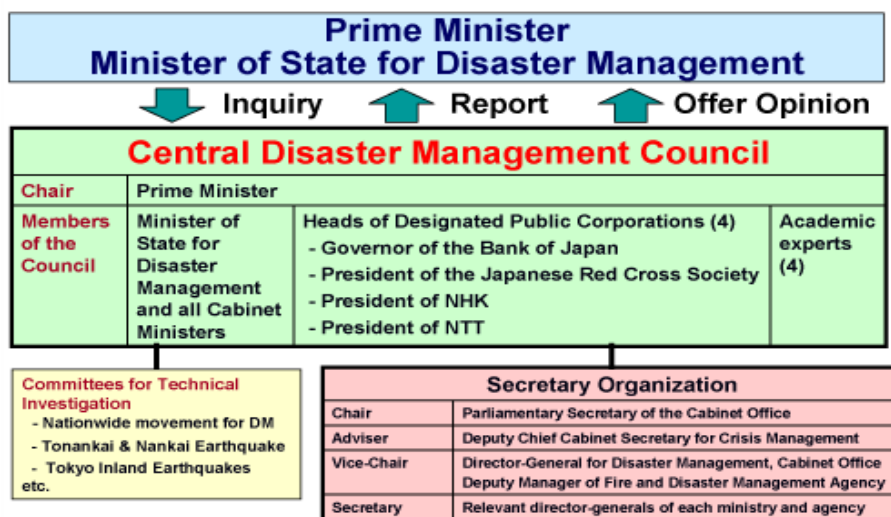 Prime Minister
Minister of State for Disaster Management
Inquiry
Report
Offer Opinion
Central Disaster Management Council
Chair
Prime Minister
Members
of the
Council
Minister of
State for
Disaster
Management
and all Cabinet
Ministers
Heads of Designated Public Corporations (4)
- Governor of the Bank of Japan
- President of the Japanese Red Cross Society
- President of NHK
- President of NTT
Academic
experts
(4)
Committees for Technical
Investigation
- Nationwide movement for DM
- Tonankai & Nankai Earthquake
- Tokyo Inland Earthquakes
etc.
Secretary Organization
Chair
Parliamentary Secretary of the Cabinet Office
Adviser
Deputy Chief Cabinet Secretary for Crisis Management
Vice-Chair
Director-General for Disaster Management, Cabinet Office
Deputy Manager of Fire and Disaster Management Agency
Secretary
Relevant director-generals of each ministry and agency